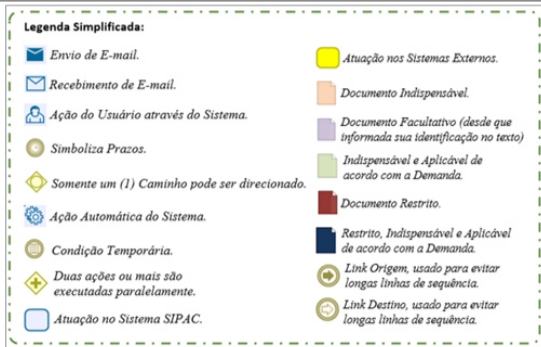 Legenda Simplificada:
Envio de E-mail.
Recebimento de E-mail.
Ação do Usuário através do Sistema.
Simboliza Prazos.
Somente um (1) Caminho pode ser direcionado.
Ação Automática do Sistema.
Condição Temporária.
Duas ações ou mais são
executadas paralelamente.
Atuação no Sistema SIPAC.
Atuação nos Sistemas Externos.
Documento Indispensável.
Documento Facultativo (desde que
informada sua identificação no texto)
Indispensável e Aplicável de
acordo com a Demanda.
Documento Restrito.
Restrito, Indispensável e Aplicável
de acordo com a Demanda.
Link Origem, usado para evitar
longas linhas de sequência.
Link Destino, usado para evitar
longas linhas de sequência.